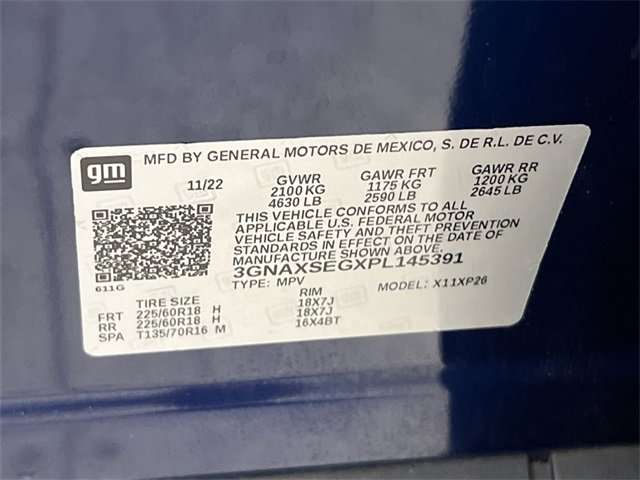 gm MFD BY GENERAL MOTORS DE MEXICO, S. DE R.L. DE C.V.
11/22 GVWR GAWR FRT GAWR RR
2100 KG 1175 KG 1200 KG
4630 LB 2590 LB 2645 LB
THIS VEHICLE CONFORMS TO ALL
APPLICABLE U.S. FEDERAL MOTOR
VEHICLE SAFETY AND THEFT PREVENTION
STANDARDS IN EFFECT ON THE DATE OF
MANUFACTURE SHOWN ABOVE.
3GNAXSEGXPL145391
611G TYPE: MPV MODEL: X11XP26
TIRE SIZE RIM
FRT 225/60R18 H 18X7J
RR 225/60R18 H 18X7J
SPA T135/70R16 M 16X4BT